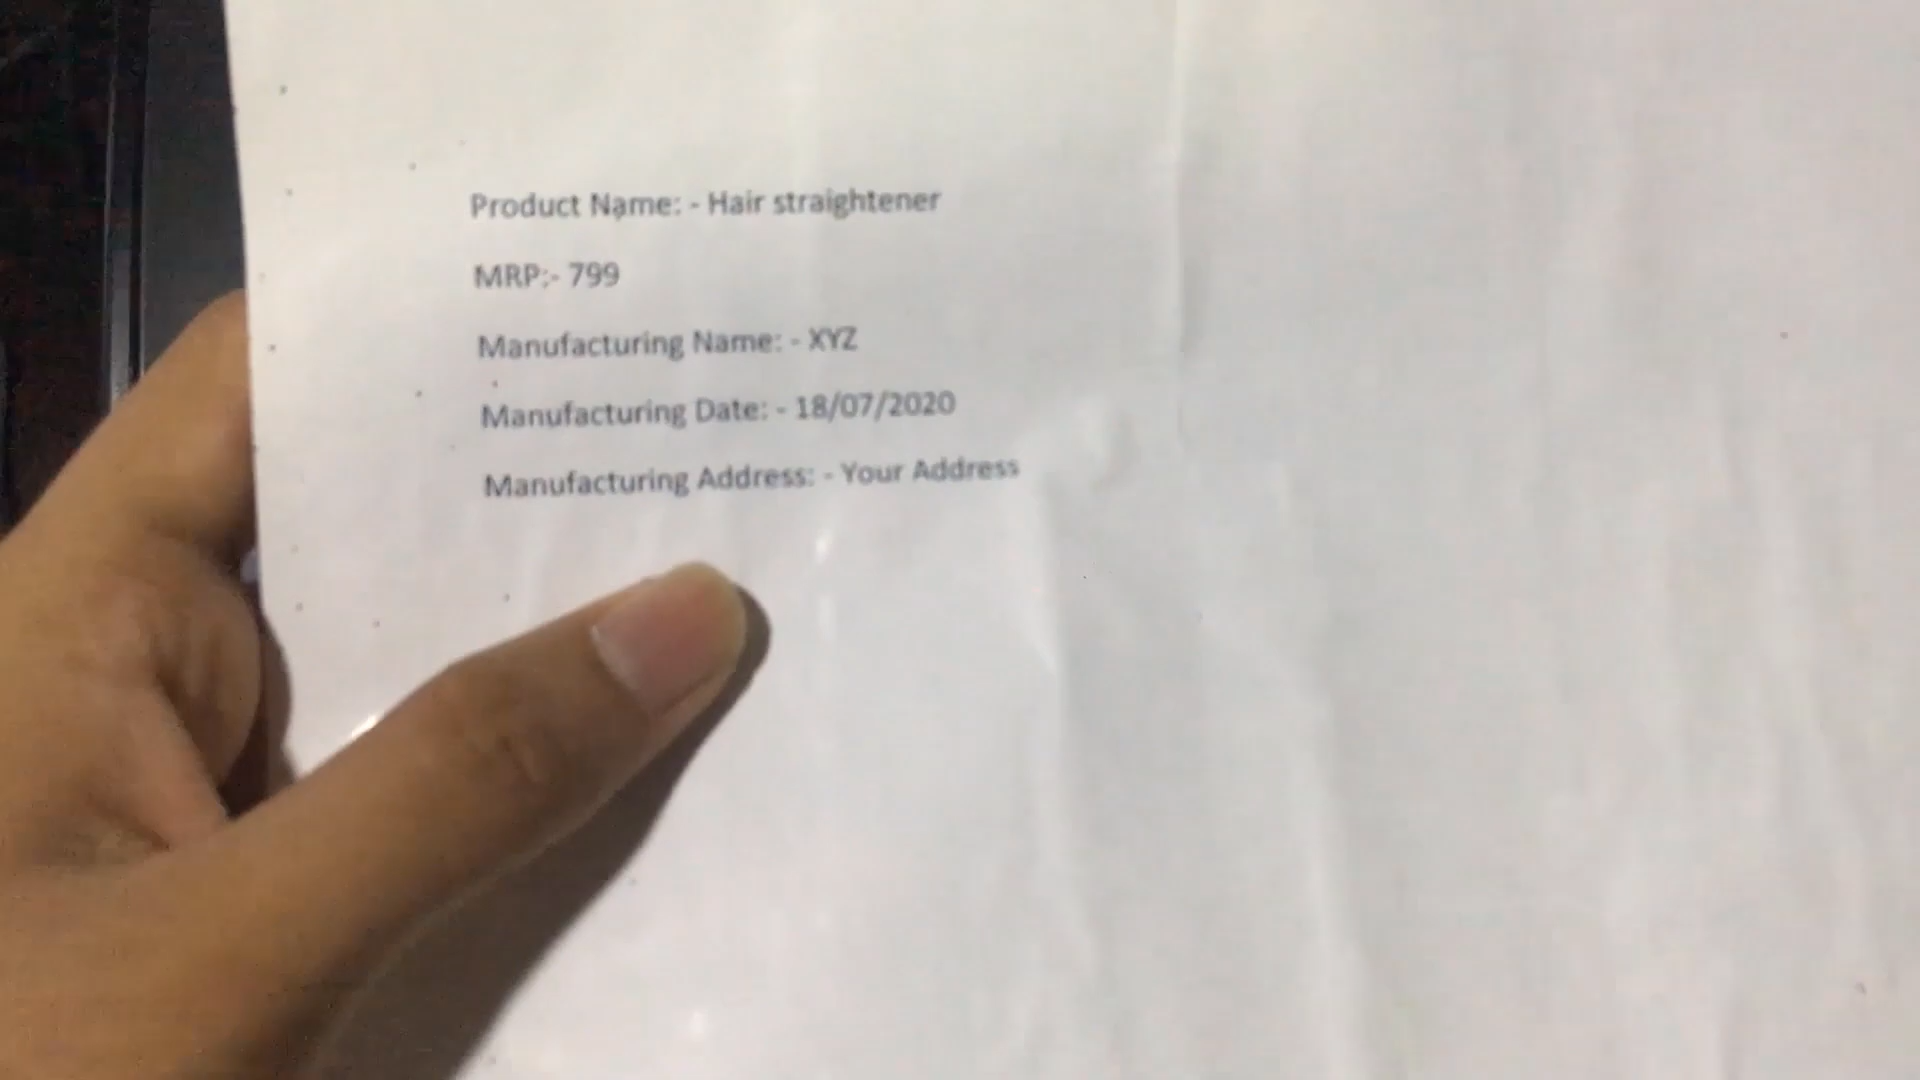 Product Name: - Hair straightener
MRP:- 799
Manufacturing Name: - XYZ
Manufacturing Date: - 18/07/2020
Manufacturing Address: - Your Address